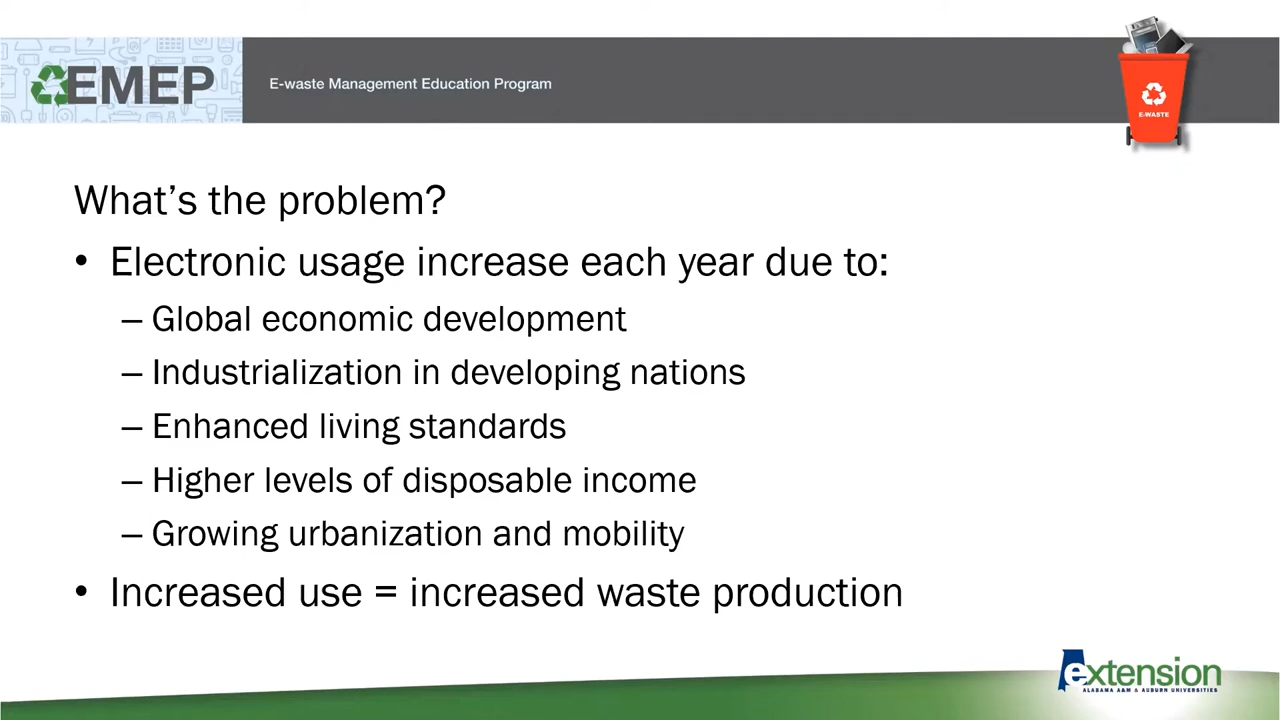 EMEP
E-waste Management Education Program
E-WASTE
What's the problem?
• Electronic usage increase each year due to:
– Global economic development
– Industrialization in developing nations
– Enhanced living standards
– Higher levels of disposable income
– Growing urbanization and mobility
• Increased use = increased waste production
extension
ALABAMA A&M & AUBURN UNIVERSITIES